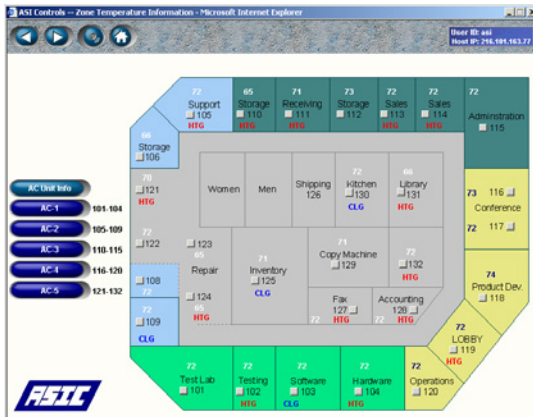 ASI Controls -- Zone Temperature Information - Microsoft Internet Explorer
User ID: asi
Host IP: 216.101.163.77
72
Support
105
HTG
65
Storage
110
HTG
71
Receiving
111
HTG
73
Storage
112
72
Sales
113
HTG
72
Sales
114
HTG
72
Adminstration
115
66
Storage
106
70
121
HTG
Women
Men
Shipping
126
72
Kitchen
130
CLG
66
Library
131
HTG
73
116
Conference
72
117
AC Unit Info
AC-1
101-104
AC-2
105-109
AC-3
110-115
AC-4
116-120
AC-5
121-132
72
122
123
65
Repair
124
65
HTG
71
Inventory
125
CLG
71
Copy Machine
129
72
132
HTG
108
72
72
109
CLG
Fax
127
72
HTG
Accounting
128
72
HTG
74
Product Dev.
118
72
LOBBY
119
HTG
72
Test Lab
101
72
Testing
102
HTG
72
Software
103
CLG
72
Hardware
104
HTG
72
Operations
120
ASIC